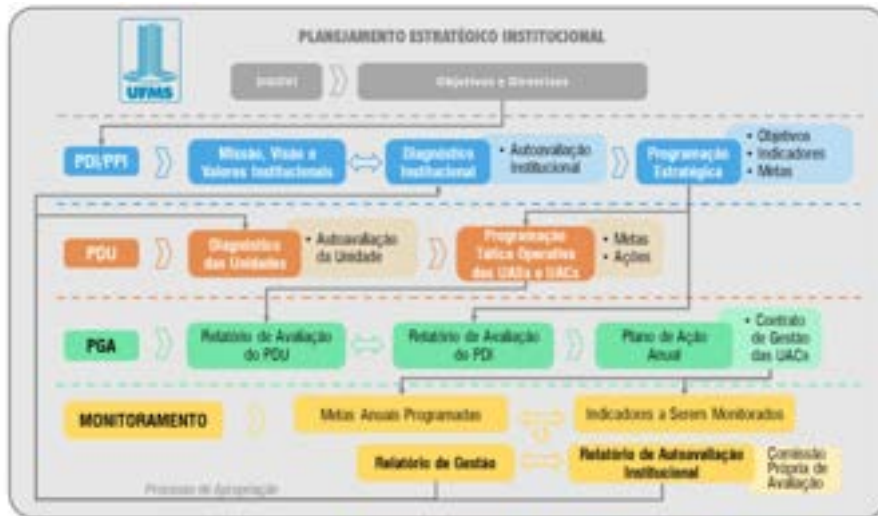 PLANEJAMENTO ESTRATÉGICO INSTITUCIONAL
UFMS
Objetivos e Diretrizes
PDI/PPI
Missão, Visão e
Valores Institucionais
Diagnóstico
Institucional
• Autoavaliação
Institucional
Programação
Estratégica
• Objetivos
• Indicadores
• Metas
PDU
Diagnóstico
das Unidades
• Autoavaliação
da Unidade
Programação
Tática Operativa
das UADs e UACs
• Metas
• Ações
PGA
Relatório de Avaliação
do PDU
Relatório de Avaliação
do PDI
Plano de Ação
Anual
• Contrato
de Gestão
das UACs
MONITORAMENTO
Metas Anuais Programadas
Indicadores a Serem Monitorados
Relatório de Gestão
Relatório de Autoavaliação
Institucional
Comissão
Própria de
Avaliação
Processo de Apropriação